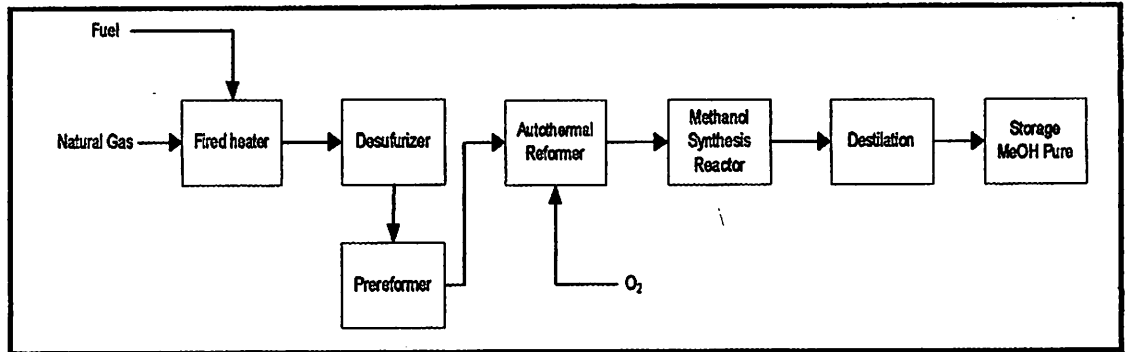 Fuel
Natural Gas
Fired heater
Desufurizer
Prereformer
Autothermal
Reformer
O₂
Methanol
Synthesis
Reactor
Destilation
Storage
MeOH Pure